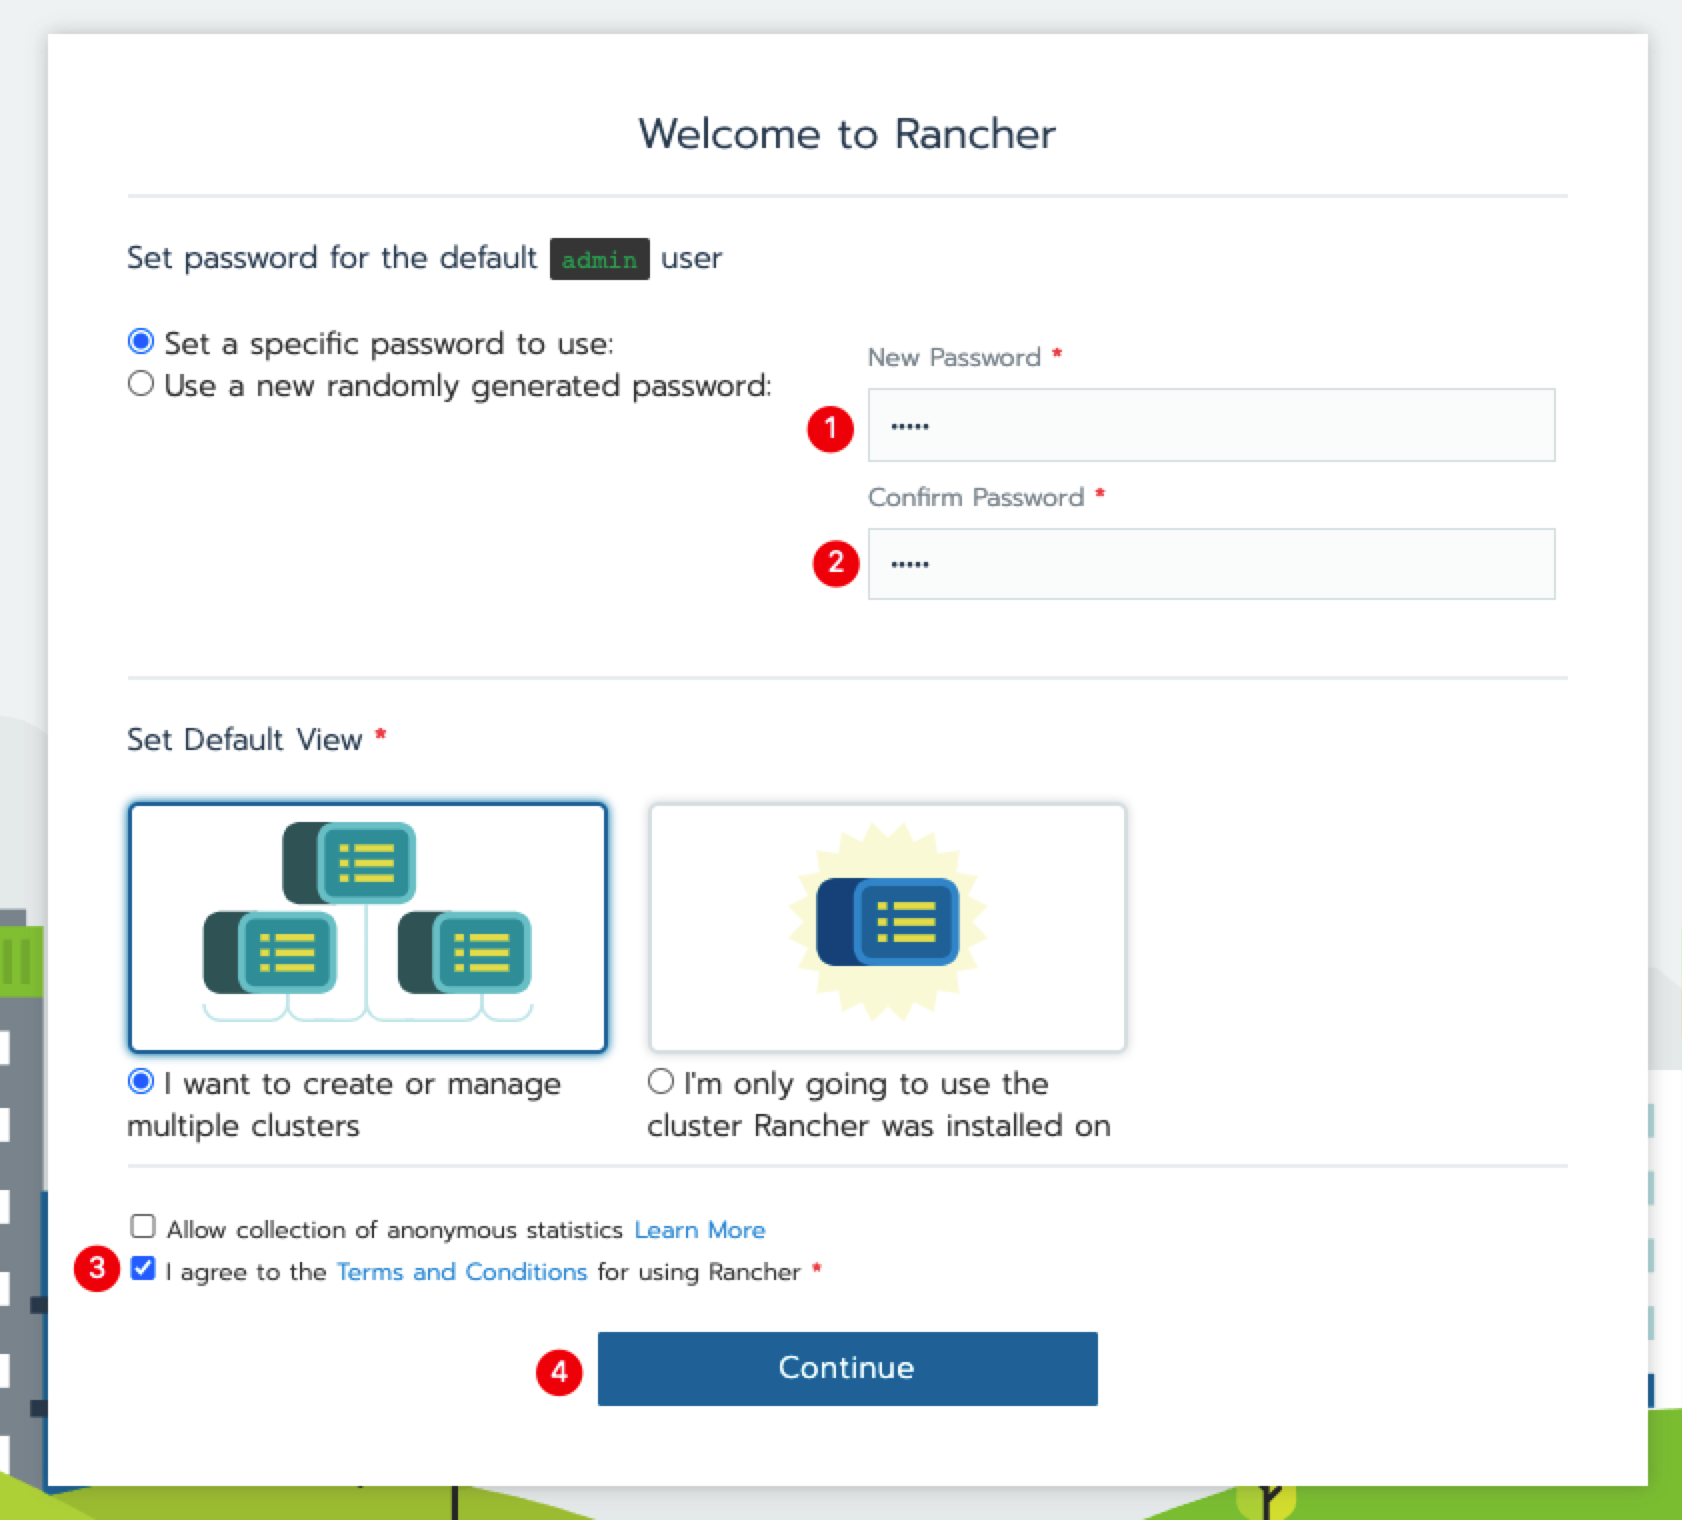 Welcome to Rancher
Set password for the default admin user
Set a specific password to use:
Use a new randomly generated password:
New Password *
1 •••••
Confirm Password *
2 •••••
Set Default View *
I want to create or manage
multiple clusters
I'm only going to use the
cluster Rancher was installed on
Allow collection of anonymous statistics Learn More
3 I agree to the Terms and Conditions for using Rancher *
4 Continue